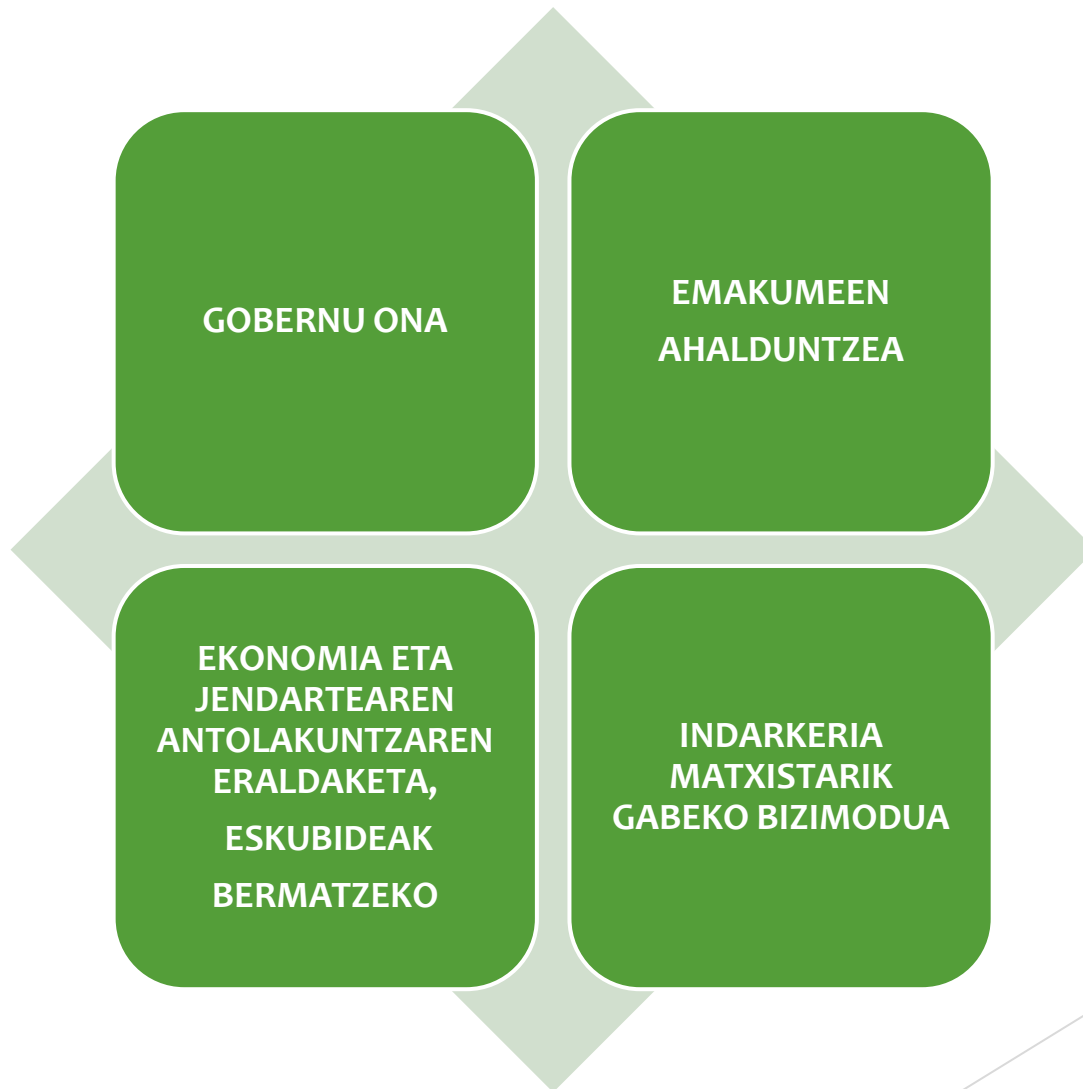 GOBERNU ONA
EMAKUMEEN
AHALDUNTZEA
EKONOMIA ETA
JENDARTEAREN
ANTOLAKUNTZAREN
ERALDAKETA,
ESKUBIDEAK
BERMATZEKO
INDARKERIA
MATXISTARIK
GABEKO BIZIMODUA